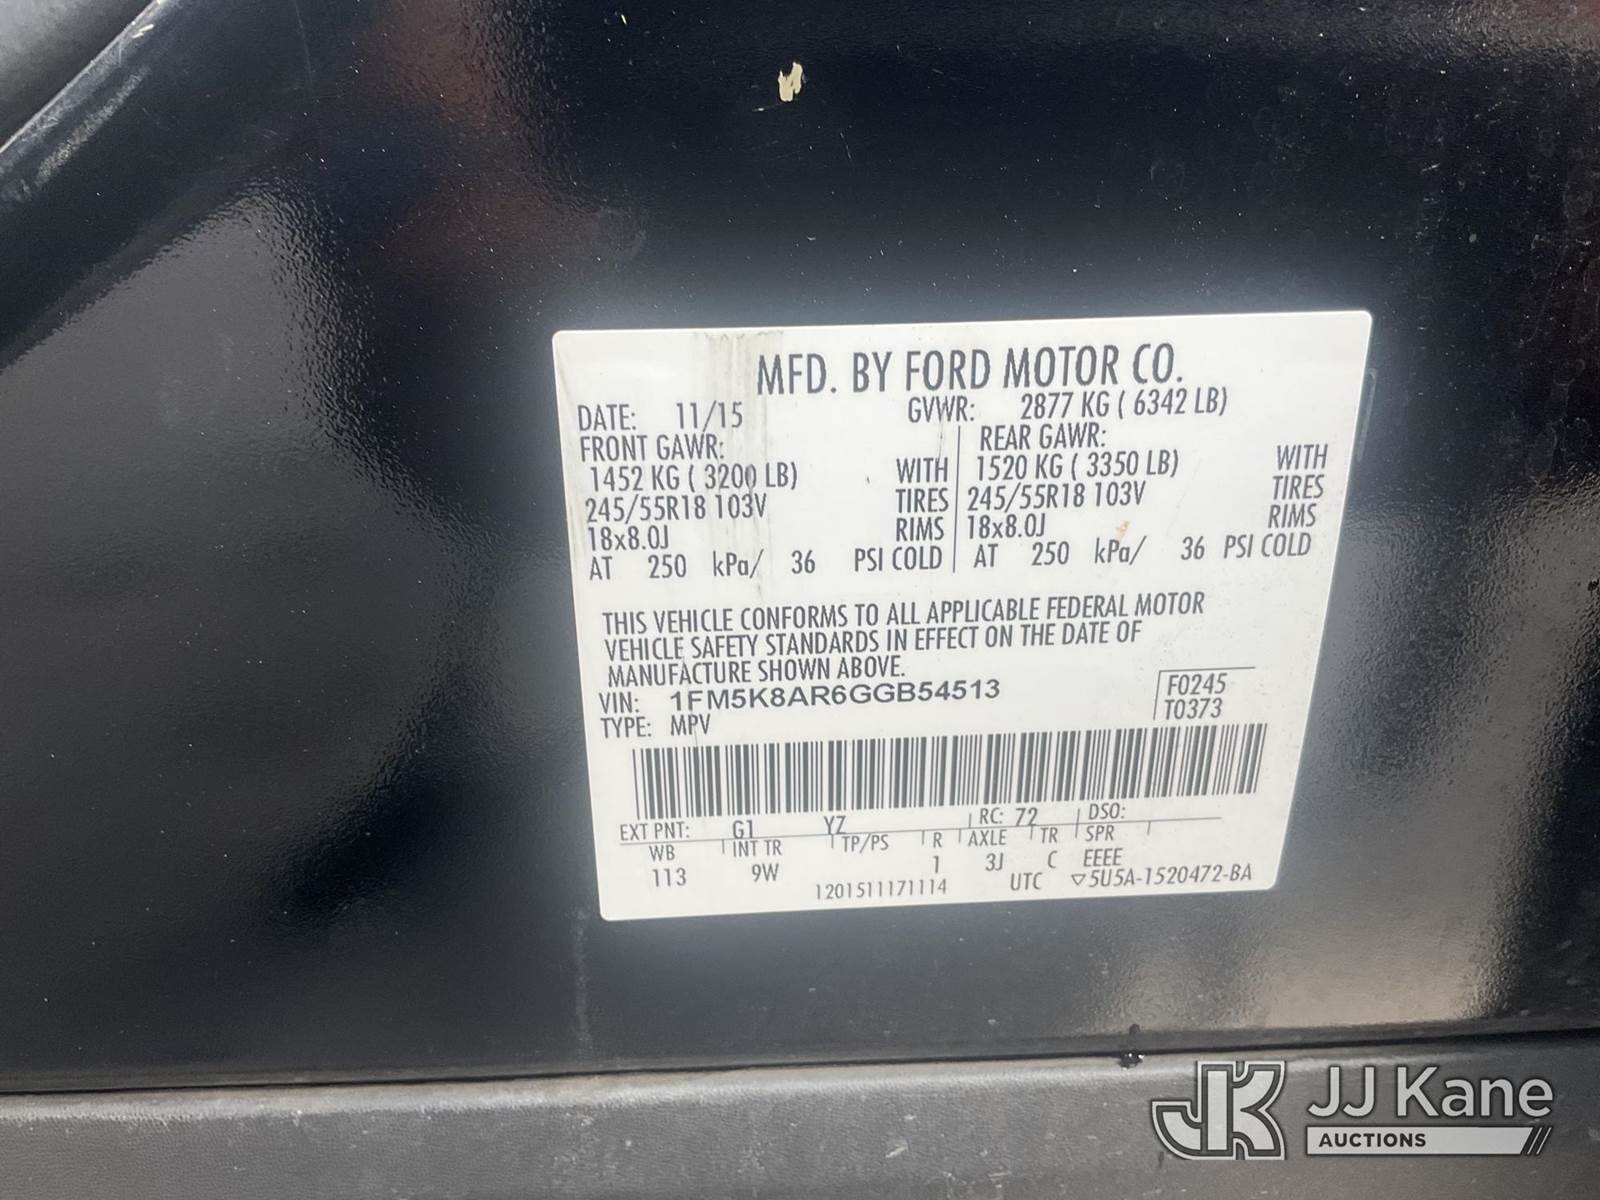 MFD. BY FORD MOTOR CO.
DATE: 11/15 GVWR: 2877 KG ( 6342 LB)
FRONT GAWR: REAR GAWR:
1452 KG ( 3200 LB) WITH 1520 KG ( 3350 LB) WITH
245/55R18 103V TIRES 245/55R18 103V TIRES
18x8.0J RIMS 18x8.0J RIMS
AT 250 kPa/ 36 PSI COLD AT 250 kPa/ 36 PSI COLD
THIS VEHICLE CONFORMS TO ALL APPLICABLE FEDERAL MOTOR
VEHICLE SAFETY STANDARDS IN EFFECT ON THE DATE OF
MANUFACTURE SHOWN ABOVE.
VIN: 1FM5K8AR6GGB54513 F0245
TYPE: MPV T0373
EXT PNT: G1 YZ RC: 72 DSO:
WB INT TR TP/PS R AXLE TR SPR
113 9W 1 3J C EEEE
1201511171114 UTC ▽5U5A-1520472-BA
JK JJ Kane
AUCTIONS